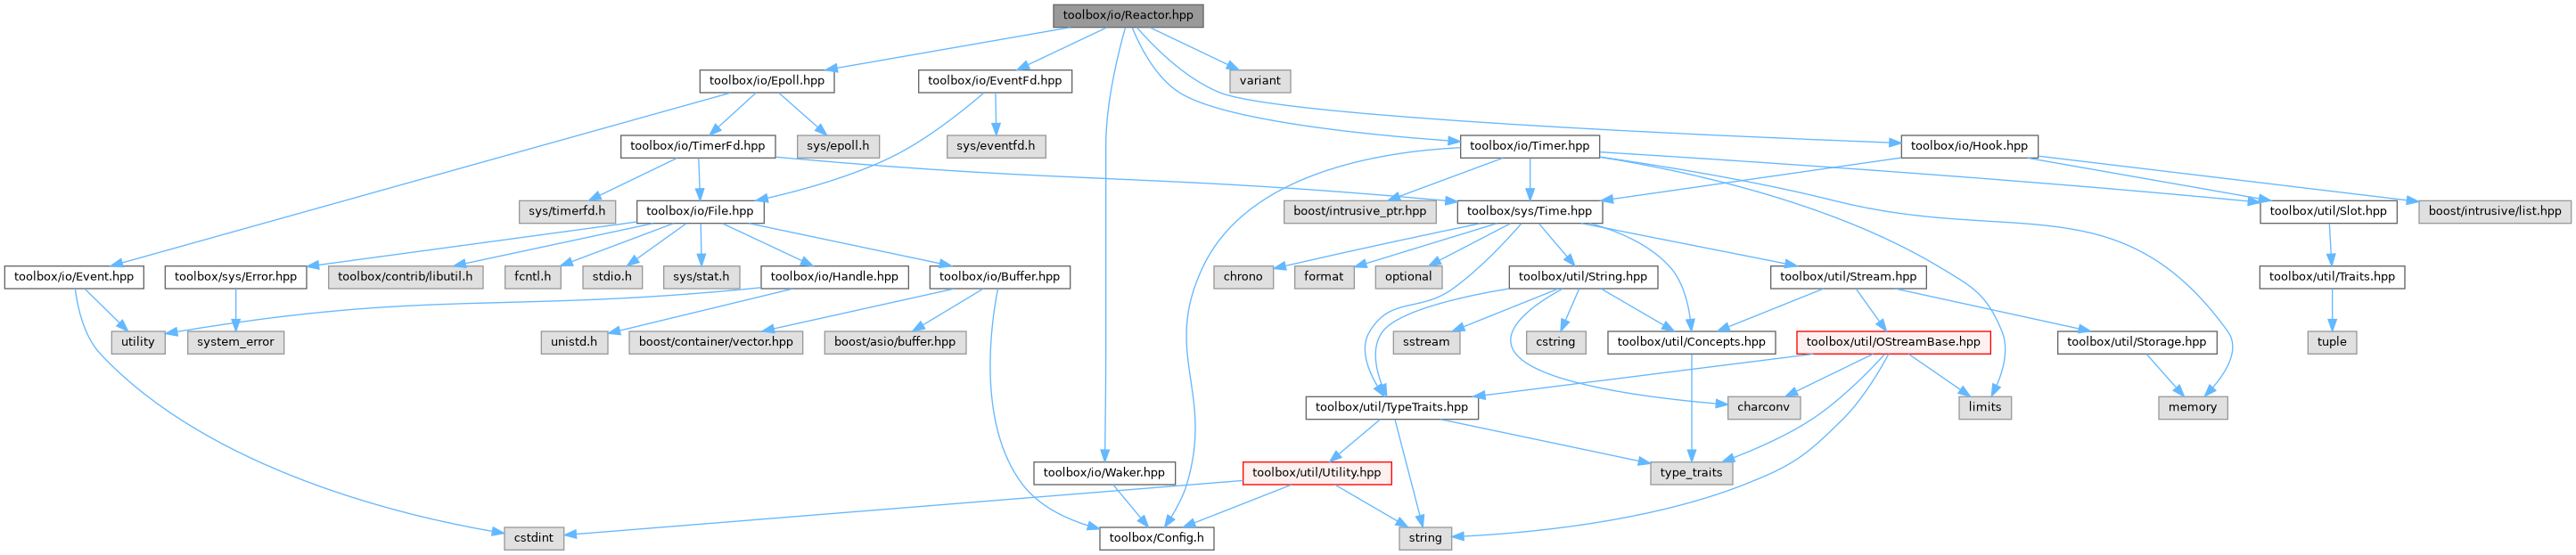 toolbox/io/Reactor.hpp
toolbox/io/Epoll.hpp
toolbox/io/EventFd.hpp
variant
toolbox/io/TimerFd.hpp
sys/epoll.h
sys/eventfd.h
toolbox/io/Timer.hpp
toolbox/io/Hook.hpp
sys/timerfd.h
toolbox/io/File.hpp
boost/intrusive_ptr.hpp
toolbox/sys/Time.hpp
toolbox/util/Slot.hpp
boost/intrusive/list.hpp
toolbox/io/Event.hpp
toolbox/sys/Error.hpp
toolbox/contrib/libutil.h
fcntl.h
stdio.h
sys/stat.h
toolbox/io/Handle.hpp
toolbox/io/Buffer.hpp
chrono
format
optional
toolbox/util/String.hpp
toolbox/util/Stream.hpp
toolbox/util/Traits.hpp
utility
system_error
unistd.h
boost/container/vector.hpp
boost/asio/buffer.hpp
sstream
cstring
toolbox/util/Concepts.hpp
toolbox/util/OStreamBase.hpp
toolbox/util/Storage.hpp
tuple
toolbox/util/TypeTraits.hpp
charconv
limits
memory
toolbox/io/Waker.hpp
toolbox/util/Utility.hpp
type_traits
cstdint
toolbox/Config.h
string